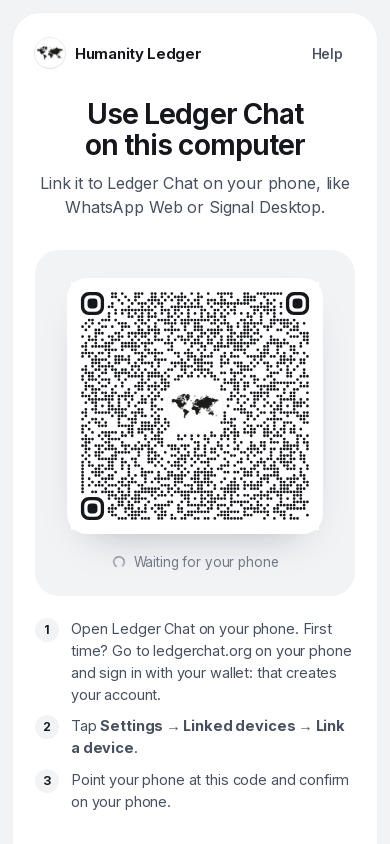 Humanity Ledger
Help
Use Ledger Chat
on this computer
Link it to Ledger Chat on your phone, like
WhatsApp Web or Signal Desktop.
Waiting for your phone
1 Open Ledger Chat on your phone. First
time? Go to ledgerchat.org on your phone
and sign in with your wallet: that creates
your account.
2 Tap Settings → Linked devices → Link
a device.
3 Point your phone at this code and confirm
on your phone.